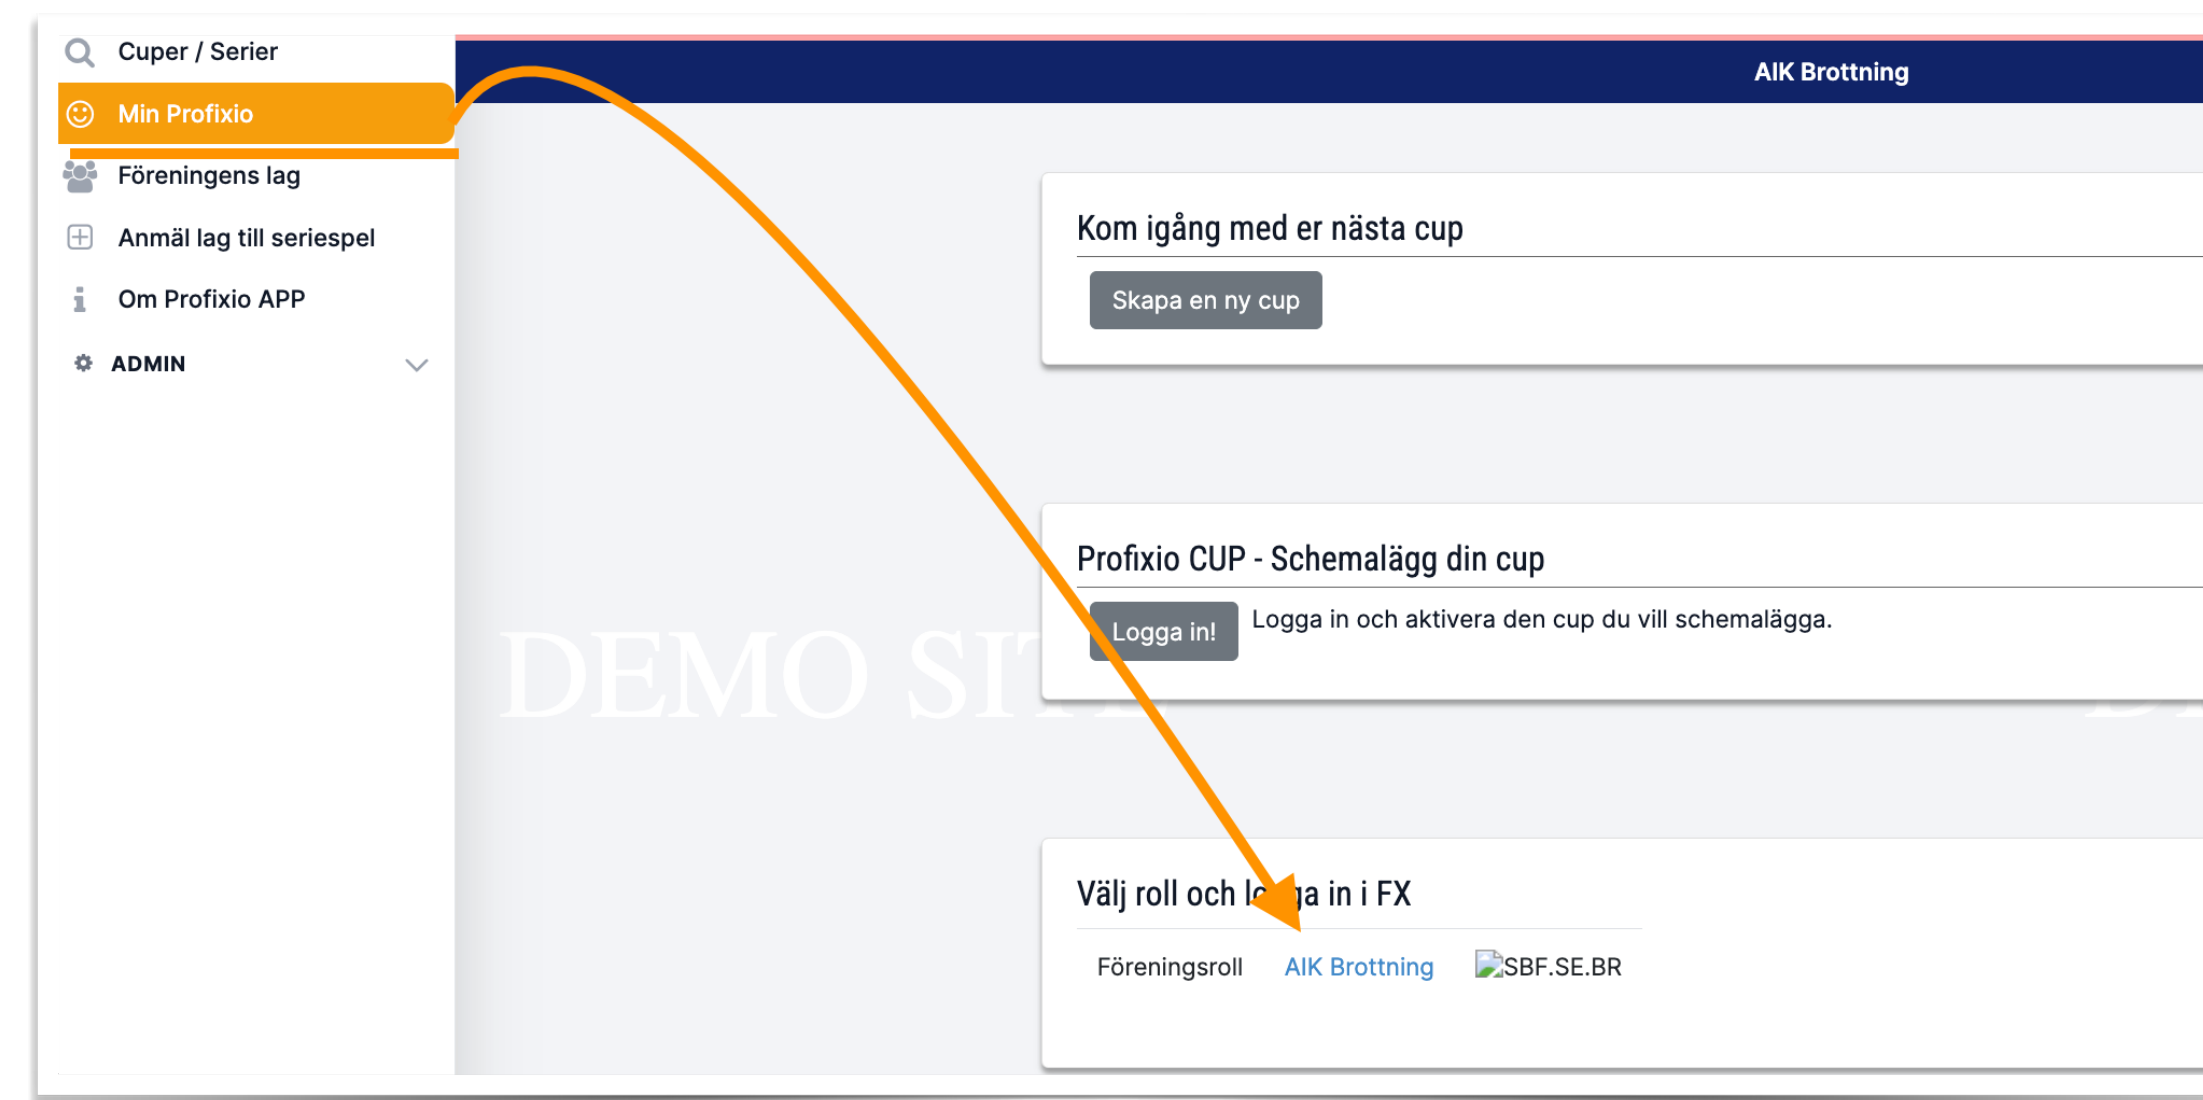 Cuper / Serier
AIK Brottning
Min Profixio
Föreningens lag
Anmäl lag till seriespel
Om Profixio APP
ADMIN
Kom igång med er nästa cup
Skapa en ny cup
Profixio CUP - Schemalägg din cup
Logga in! Logga in och aktivera den cup du vill schemalägga.
DEMO SITE
Välj roll och logga in i FX
Föreningsroll AIK Brottning SBF.SE.BR